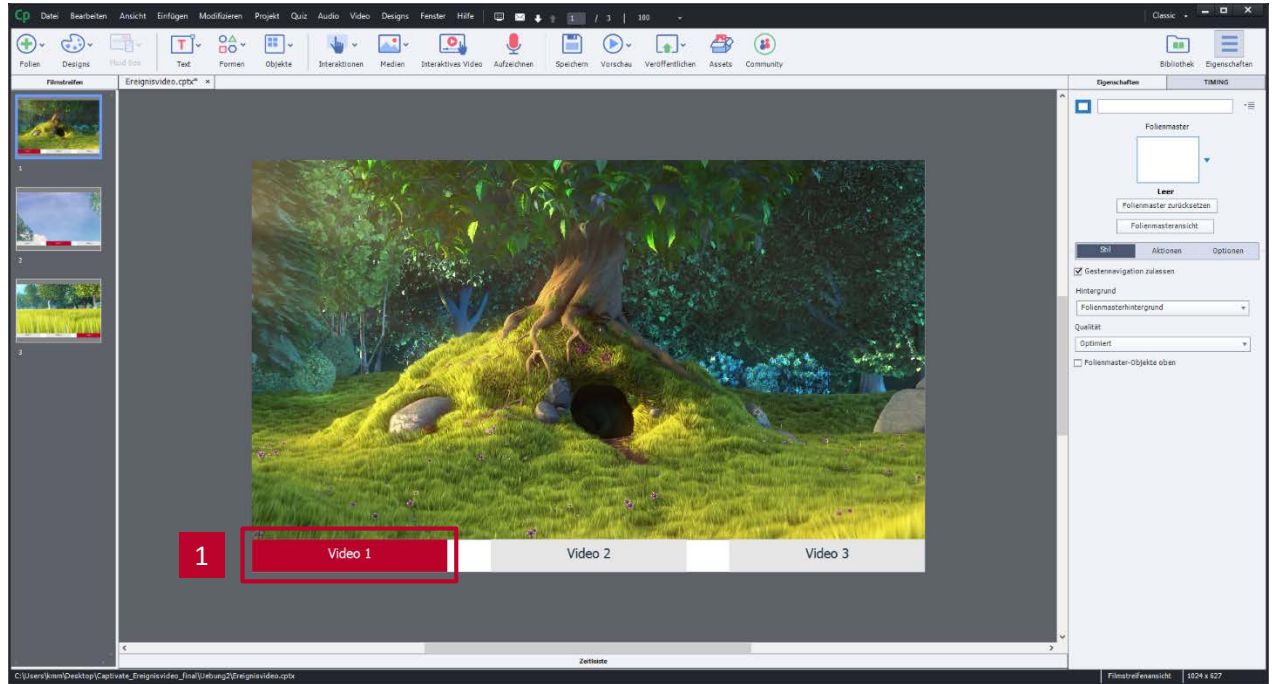 Cp Datei Bearbeiten Ansicht Einfügen Modifizieren Projekt Quiz Audio Video Designs Fenster Hilfe 1 / 3 100 Classic
Folien Designs Text Formen Objekte Interaktionen Medien Interaktives Video Aufzeichnen Speichern Vorschau Veröffentlichen Assets Community Bibliothek Eigenschaften
Filmstreifen Ereignisvideo.cptx* × Eigenschaften TIMING
Folienmaster
1
Leer
Folienmaster zurücksetzen
Folienmasteransicht
Stil Aktionen Optionen
2
Gestennavigation zulassen
Hintergrund
Folienmasterhintergrund
Qualität
Optimiert
3
Folienmaster-Objekte oben
1 Video 1 Video 2 Video 3
Zeitleiste
C:\Users\kmm\Desktop\Captivate_Ereignisvideo_final\Uebung2\Ereignisvideo.cptx Filmstreifenansicht 1024 x 627